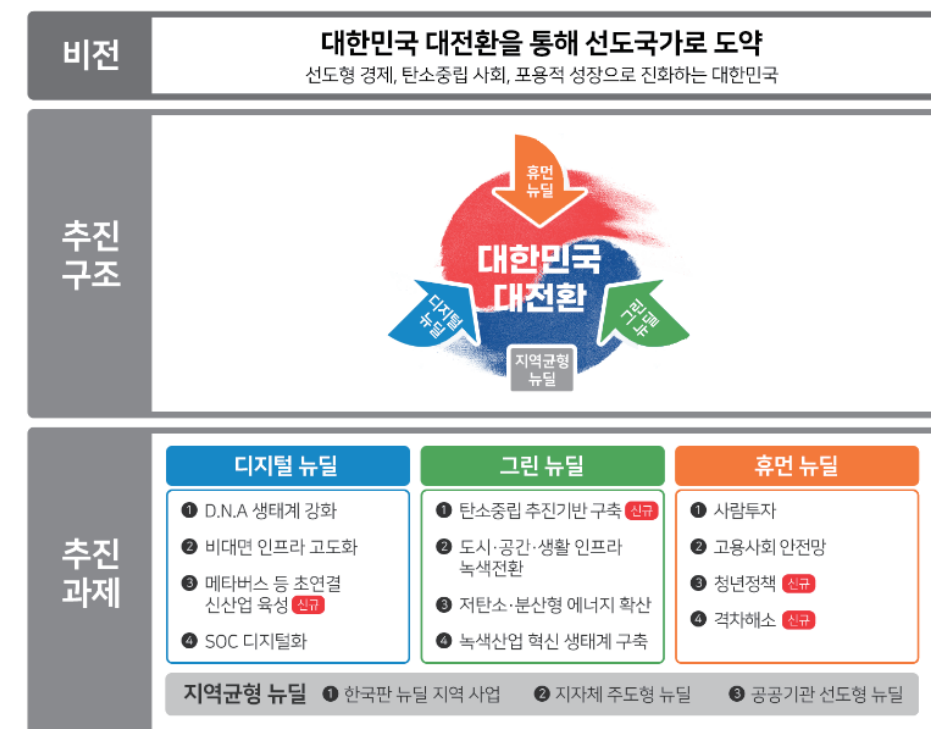 비전
대한민국 대전환을 통해 선도국가로 도약
선도형 경제, 탄소중립 사회, 포용적 성장으로 진화하는 대한민국
추진
구조
휴먼
뉴딜
대한민국
대전환
디지털
뉴딜
그린
뉴딜
지역균형
뉴딜
추진
과제
디지털 뉴딜
❶ D.N.A 생태계 강화
❷ 비대면 인프라 고도화
❸ 메타버스 등 초연결
신산업 육성 신규
❹ SOC 디지털화
그린 뉴딜
❶ 탄소중립 추진기반 구축 신규
❷ 도시·공간·생활 인프라
녹색전환
❸ 저탄소·분산형 에너지 확산
❹ 녹색산업 혁신 생태계 구축
휴먼 뉴딜
❶ 사람투자
❷ 고용사회 안전망
❸ 청년정책 신규
❹ 격차해소 신규
지역균형 뉴딜 ❶ 한국판 뉴딜 지역 사업 ❷ 지자체 주도형 뉴딜 ❸ 공공기관 선도형 뉴딜